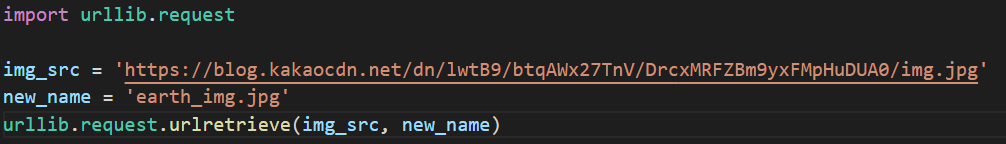 import urllib.request
img_src = 'https://blog.kakaocdn.net/dn/lwtB9/btqAWx27TnV/DrcxMRFZBm9yxFMpHuDUA0/img.jpg'
new_name = 'earth_img.jpg'
urllib.request.urlretrieve(img_src, new_name)